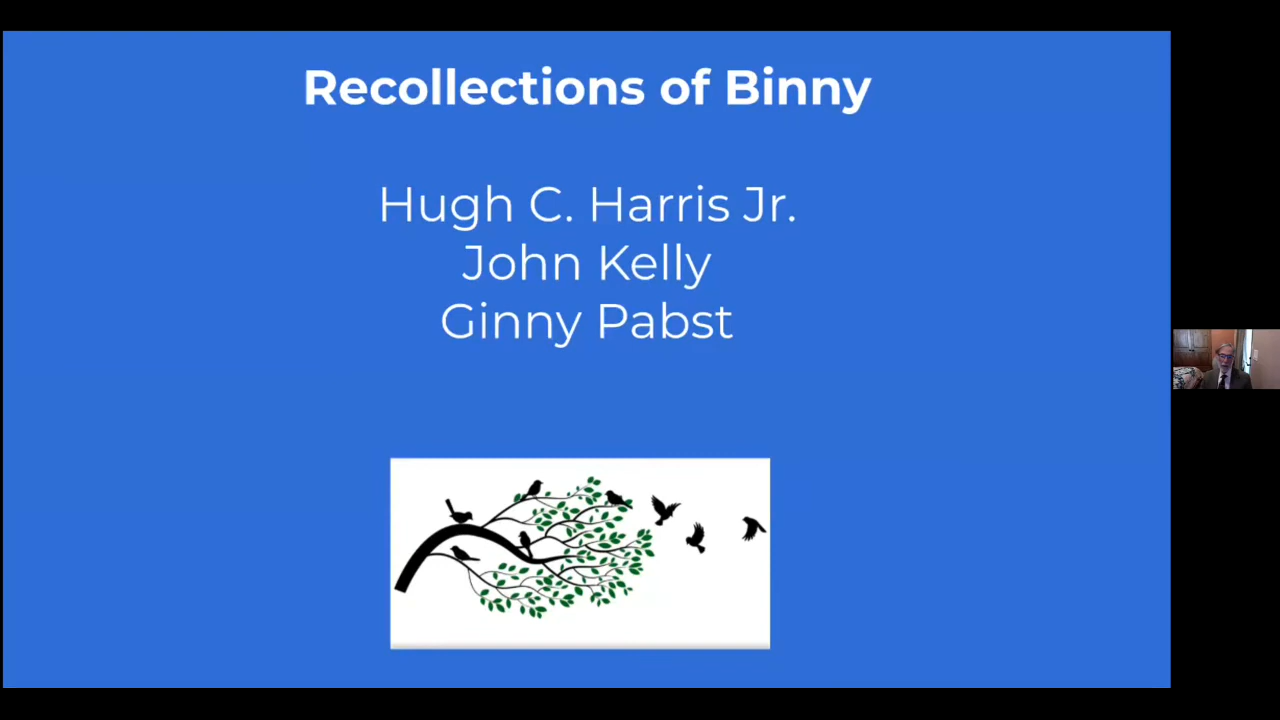 Recollections of Binny
Hugh C. Harris Jr.
John Kelly
Ginny Pabst